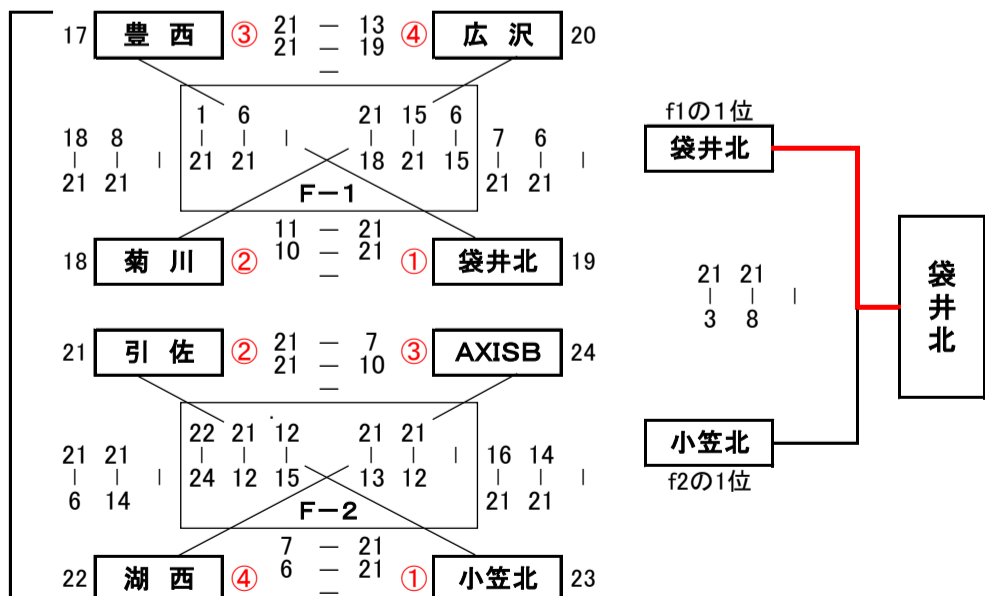 17 豊西 ③ 21 — 13 ④ 広沢 20
21 — 19
—
f1の1位
1 6 21 15 6
18 8 | | | | | | 7 6
| | | 21 21 18 21 15 | | |
21 21 21 21
F-1
袋井北
11 — 21
18 菊川 ② 10 — 21 ① 袋井北 19
—
21 21
| | |
3 8
袋井北
21 引佐 ② 21 — 7 ③ AXISB 24
21 — 10
—
22 21 12 21 21
21 21 | | | | | | 16 14
| | | 24 12 15 13 12 | | |
6 14 21 21
F-2
小笠北
f2の1位
7 — 21
22 湖西 ④ 6 — 21 ① 小笠北 23
—